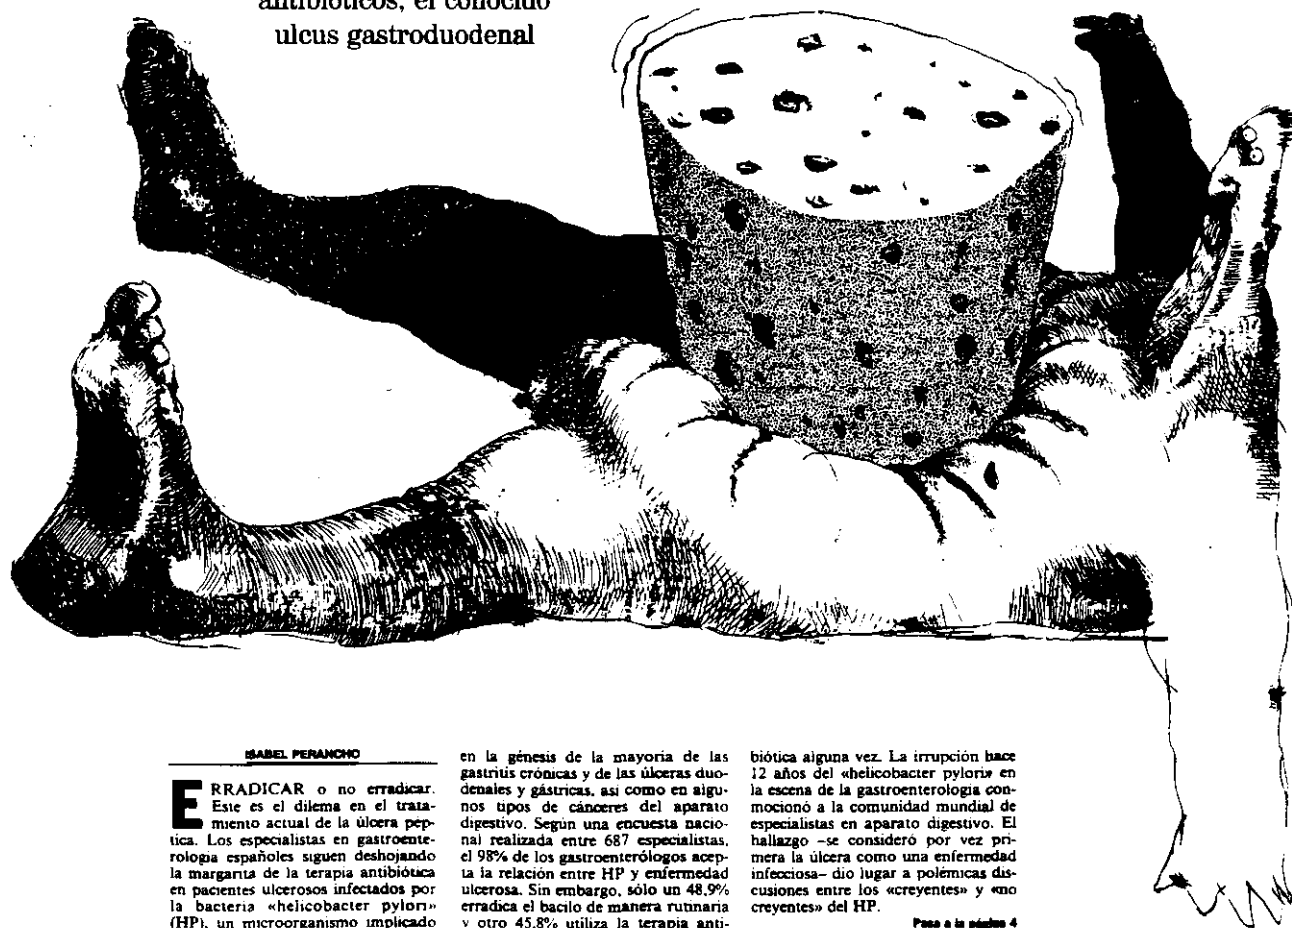 antibióticos, el conocido
ulcus gastroduodenal
ISABEL PERANCHO
ERRADICAR o no erradicar.
Este es el dilema en el trata-
miento actual de la úlcera pép-
tica. Los especialistas en gastroente-
rología españoles siguen deshojando
la margarita de la terapia antibiótica
en pacientes ulcerosos infectados por
la bacteria «helicobacter pylori»
(HP), un microorganismo implicado
en la génesis de la mayoría de las
gastritis crónicas y de las úlceras duo-
denales y gástricas, así como en algu-
nos tipos de cánceres del aparato
digestivo. Según una encuesta nacio-
nal realizada entre 687 especialistas,
el 98% de los gastroenterólogos acep-
ta la relación entre HP y enfermedad
ulcerosa. Sin embargo, sólo un 48,9%
erradica el bacilo de manera rutinaria
y otro 45,8% utiliza la terapia anti-
biótica alguna vez. La irrupción hace
12 años del «helicobacter pylori» en
la escena de la gastroenterología con-
mocionó a la comunidad mundial de
especialistas en aparato digestivo. El
hallazgo –se consideró por vez pri-
mera la úlcera como una enfermedad
infecciosa– dio lugar a polémicas dis-
cusiones entre los «creyentes» y «no
creyentes» del HP.
Pasa a la página 4